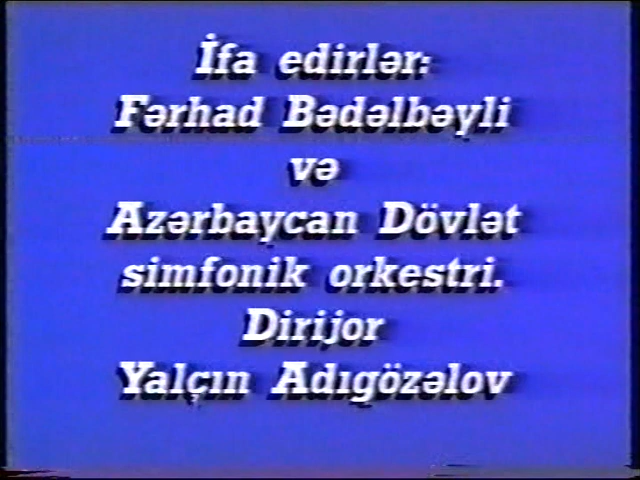 İfa edirlər:
Fərhad Bədəlbəyli
və
Azərbaycan Dövlət
simfonik orkestri.
Dirijor
Yalçın Adıgözəlov